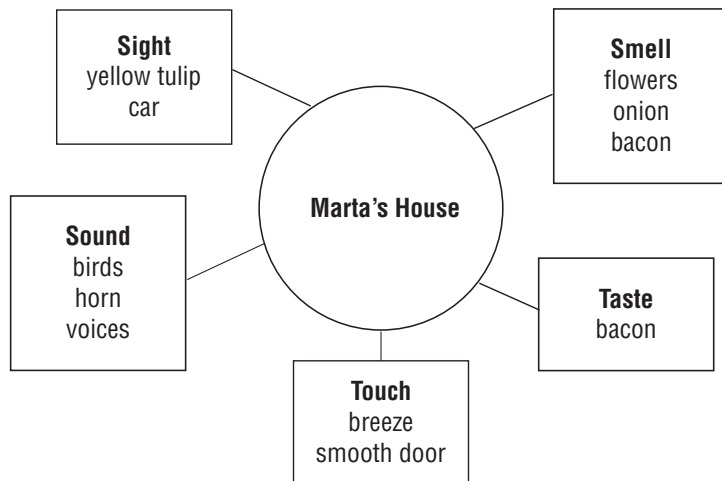 Sight
yellow tulip
car
Smell
flowers
onion
bacon
Marta’s House
Sound
birds
horn
voices
Taste
bacon
Touch
breeze
smooth door